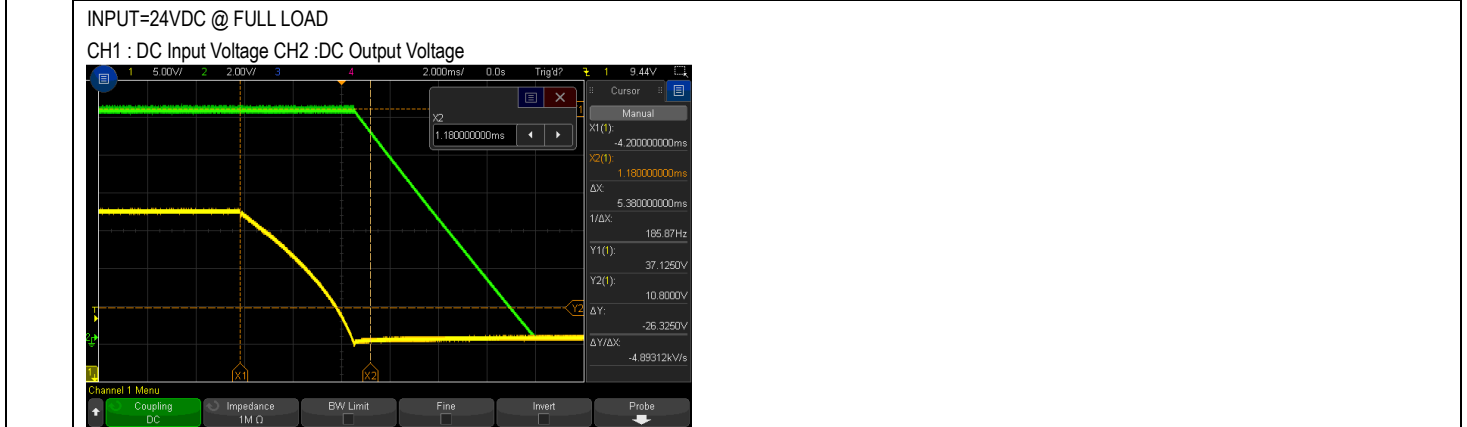 INPUT=24VDC @ FULL LOAD
CH1 : DC Input Voltage CH2 :DC Output Voltage
1 5.00V/ 2 2.00V/ 3 4 2.000ms/ 0.0s Trig'd? 1 9.44V
Cursor
Manual
X1(1):
-4.200000000ms
X2(1):
1.180000000ms
ΔX:
5.380000000ms
1/ΔX:
185.87Hz
Y1(1):
37.1250V
Y2(1):
10.8000V
ΔY:
-26.3250V
ΔY/ΔX:
-4.89312kV/s
X2
1.180000000ms
1
T
Y2
2
1
X1
X2
Channel 1 Menu
Coupling Impedance BW Limit Fine Invert Probe
DC 1M Ω